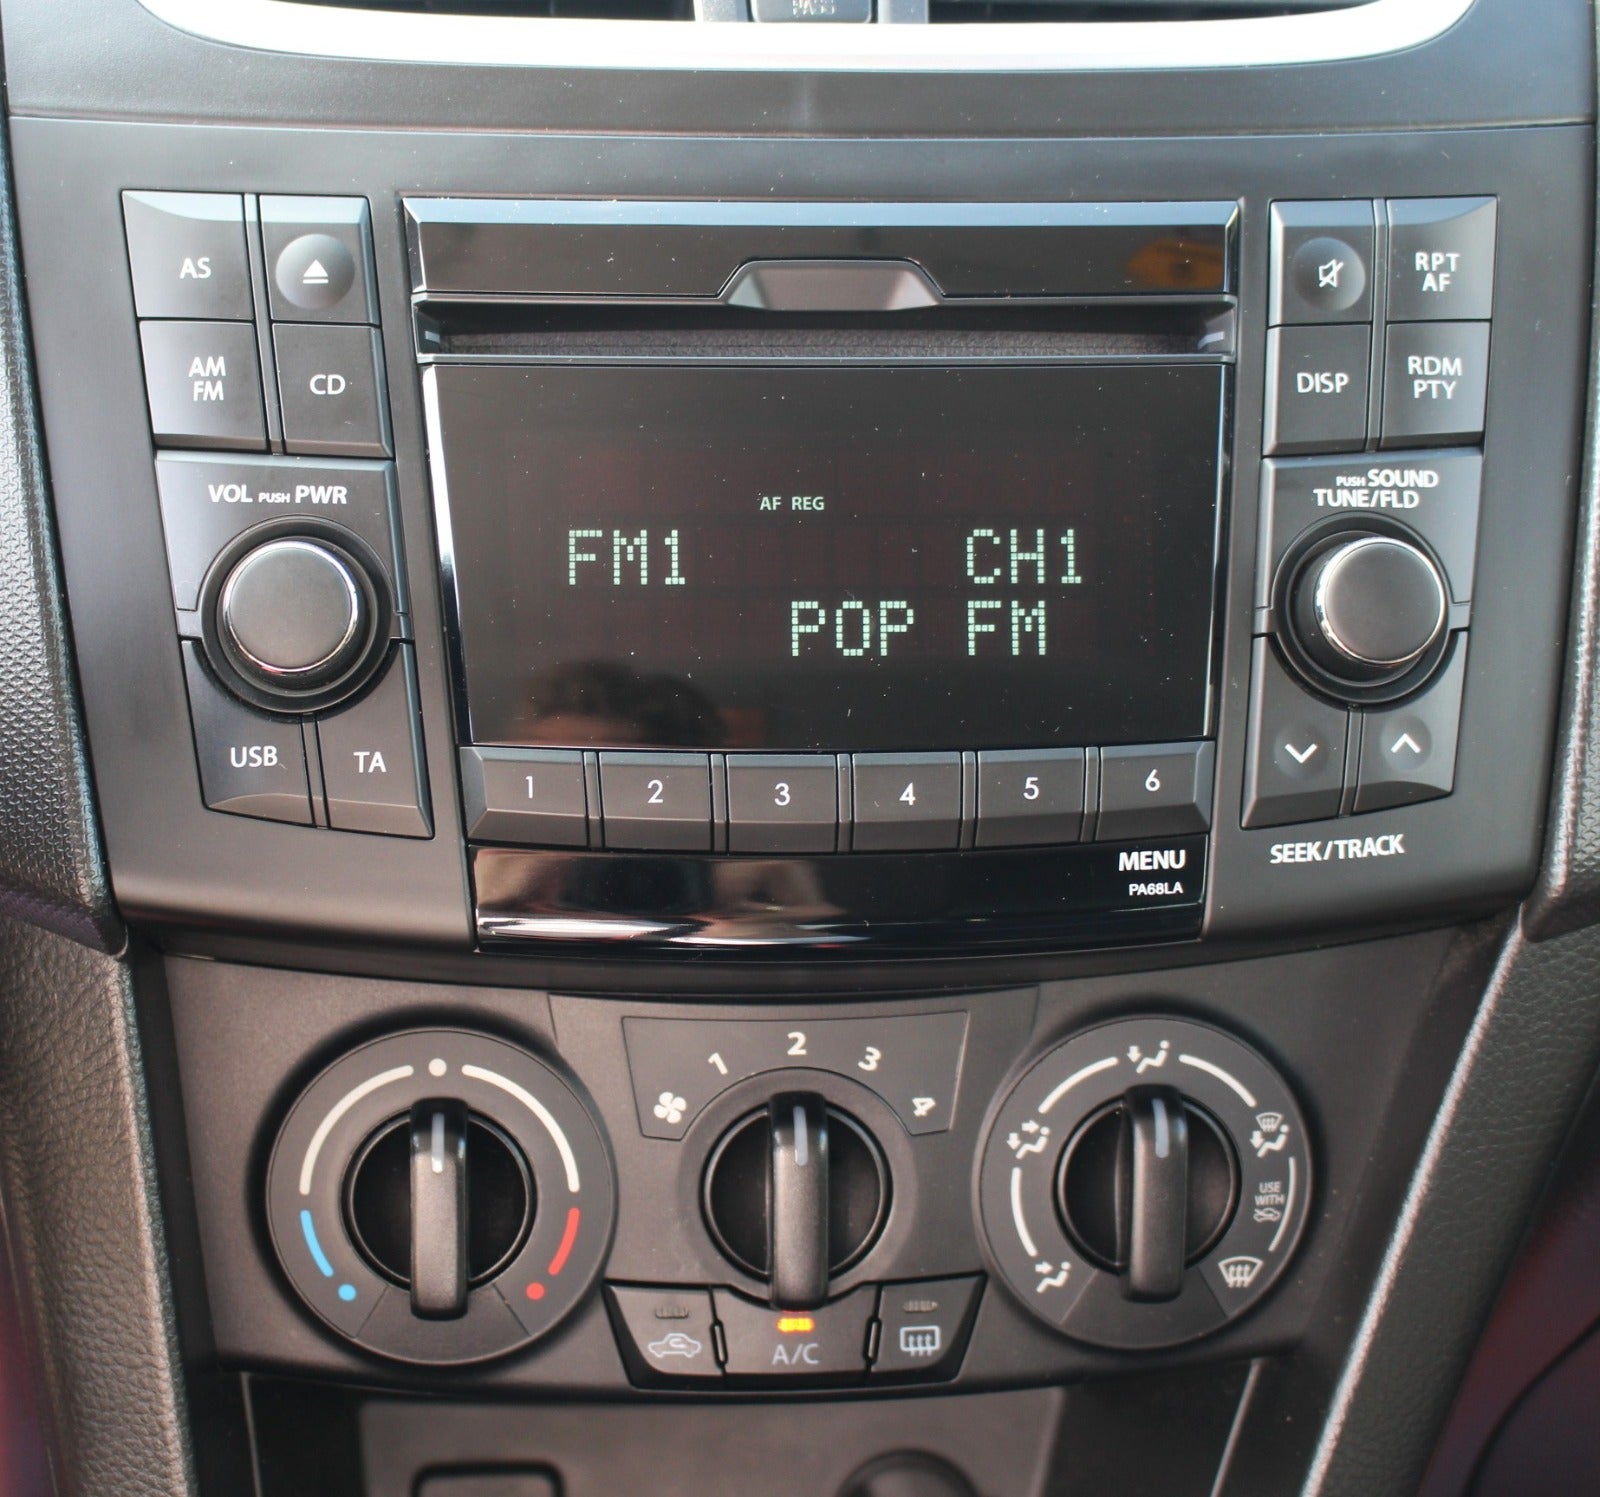 PASS
AS
RPT
AF
AM
FM
CD
DISP
RDM
PTY
VOL PUSH PWR
PUSH SOUND
TUNE/FLD
AF REG
FM1 CH1
POP FM
USB TA
1 2 3 4 5 6
MENU
PA68LA
SEEK/TRACK
1 2 3 4
USE
WITH
A/C